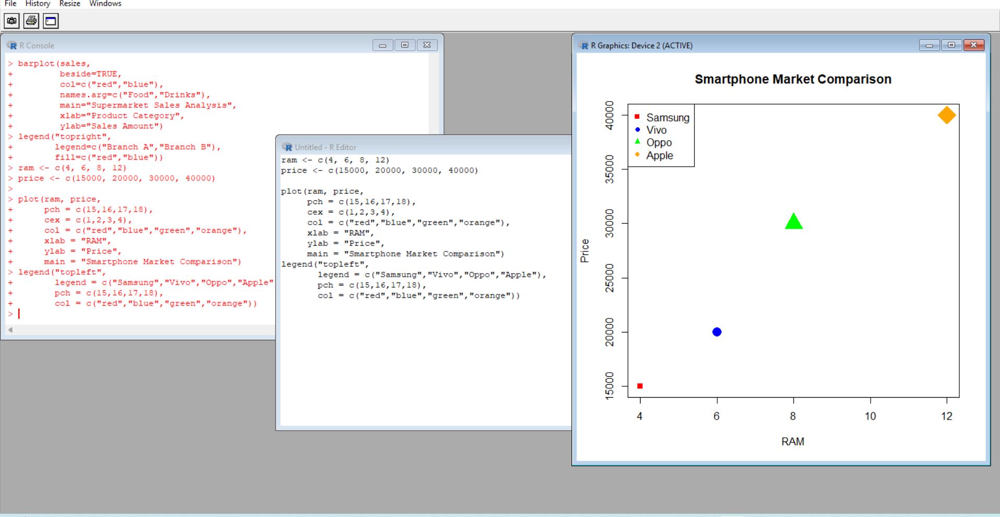 File History Resize Windows
R Console
> barplot(sales,
+         beside=TRUE,
+         col=c("red","blue"),
+         names.arg=c("Food","Drinks"),
+         main="Supermarket Sales Analysis",
+         xlab="Product Category",
+         ylab="Sales Amount")
> legend("topright",
+        legend=c("Branch A","Branch B"),
+        fill=c("red","blue"))
> ram <- c(4, 6, 8, 12)
> price <- c(15000, 20000, 30000, 40000)
>
> plot(ram, price,
+      pch = c(15,16,17,18),
+      cex = c(1,2,3,4),
+      col = c("red","blue","green","orange"),
+      xlab = "RAM",
+      ylab = "Price",
+      main = "Smartphone Market Comparison")
> legend("topleft",
+        legend = c("Samsung","Vivo","Oppo","Apple"
+        pch = c(15,16,17,18),
+        col = c("red","blue","green","orange"))
>
Untitled - R Editor
ram <- c(4, 6, 8, 12)
price <- c(15000, 20000, 30000, 40000)
plot(ram, price,
     pch = c(15,16,17,18),
     cex = c(1,2,3,4),
     col = c("red","blue","green","orange"),
     xlab = "RAM",
     ylab = "Price",
     main = "Smartphone Market Comparison")
legend("topleft",
       legend = c("Samsung","Vivo","Oppo","Apple"),
       pch = c(15,16,17,18),
       col = c("red","blue","green","orange"))
R Graphics: Device 2 (ACTIVE)
Smartphone Market Comparison
Samsung
Vivo
Oppo
Apple
40000
35000
30000
25000
20000
15000
Price
4 6 8 10 12
RAM